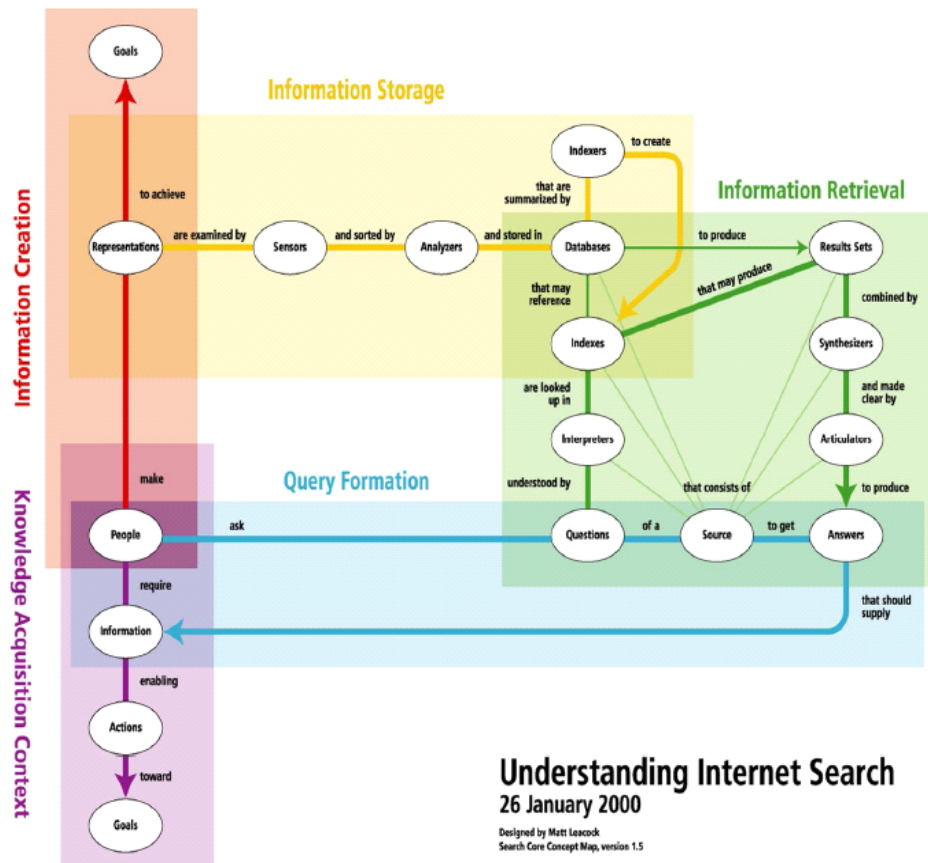 Goals
Information Storage
Indexers
to create
that are
summarized by
Information Retrieval
to achieve
Representations
are examined by
Sensors
and sorted by
Analyzers
and stored in
Databases
to produce
Results Sets
that may
reference
that may produce
combined by
Indexes
Synthesizers
are looked
up in
and made
clear by
Interpreters
Articulators
Information Creation
make
Query Formation
understood by
that consists of
to produce
People
ask
Questions
of a
Source
to get
Answers
Knowledge Acquisition Context
require
that should
supply
Information
enabling
Actions
toward
Goals
Understanding Internet Search
26 January 2000
Designed by Matt Leacock
Search Core Concept Map, version 1.5